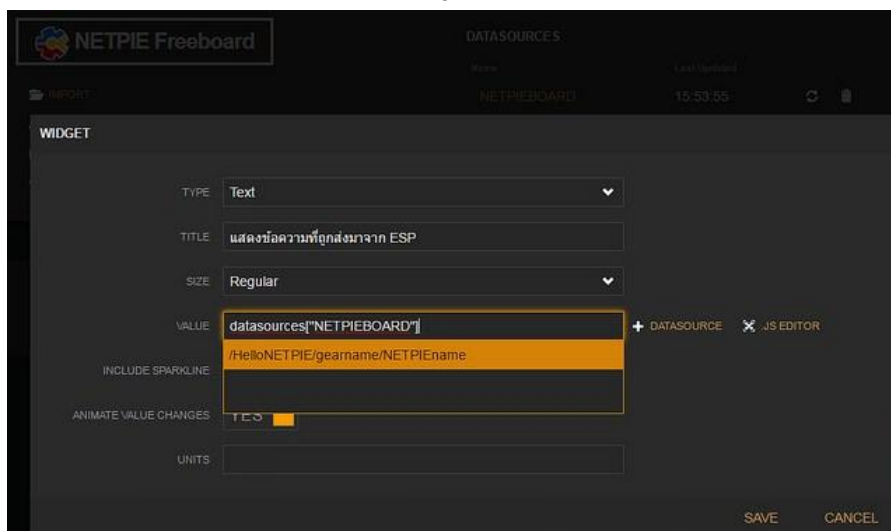 NETPIE Freeboard
DATASOURCES
Name
Last Updated
IMPORT
NETPIEBOARD
15:53:55
WIDGET
TYPE
Text
TITLE
แสดงข้อความที่ถูกส่งมาจาก ESP
SIZE
Regular
VALUE
datasources["NETPIEBOARD"]
DATASOURCE
.JS EDITOR
/HelloNETPIE/gearname/NETPIEname
INCLUDE SPARKLINE
ANIMATE VALUE CHANGES
YES
UNITS
SAVE
CANCEL